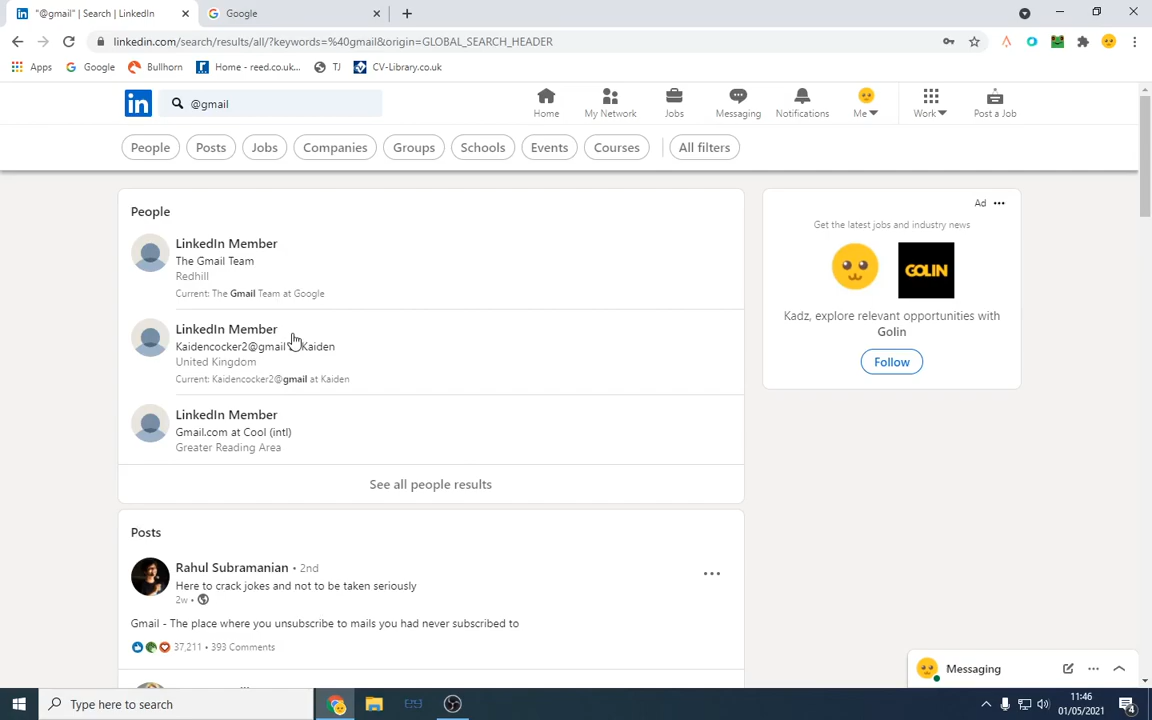 "@gmail" | Search | LinkedIn
Google
linkedin.com/search/results/all/?keywords=%40gmail&origin=GLOBAL_SEARCH_HEADER
Apps
Google
Bullhorn
Home - reed.co.uk...
TJ
CV-Library.co.uk
in
@gmail
Home
My Network
Jobs
Messaging
Notifications
Me
Work
Post a Job
People
Posts
Jobs
Companies
Groups
Schools
Events
Courses
All filters
People
LinkedIn Member
The Gmail Team
Redhill
Current: The Gmail Team at Google
LinkedIn Member
Kaidencocker2@gmail Kaiden
United Kingdom
Current: Kaidencocker2@gmail at Kaiden
LinkedIn Member
Gmail.com at Cool (intl)
Greater Reading Area
See all people results
Ad
Get the latest jobs and industry news
GOLIN
Kadz, explore relevant opportunities with
Golin
Follow
Posts
Rahul Subramanian • 2nd
Here to crack jokes and not to be taken seriously
2w •
Gmail - The place where you unsubscribe to mails you had never subscribed to
37,211 • 393 Comments
Messaging
Type here to search
11:46
01/05/2021
4